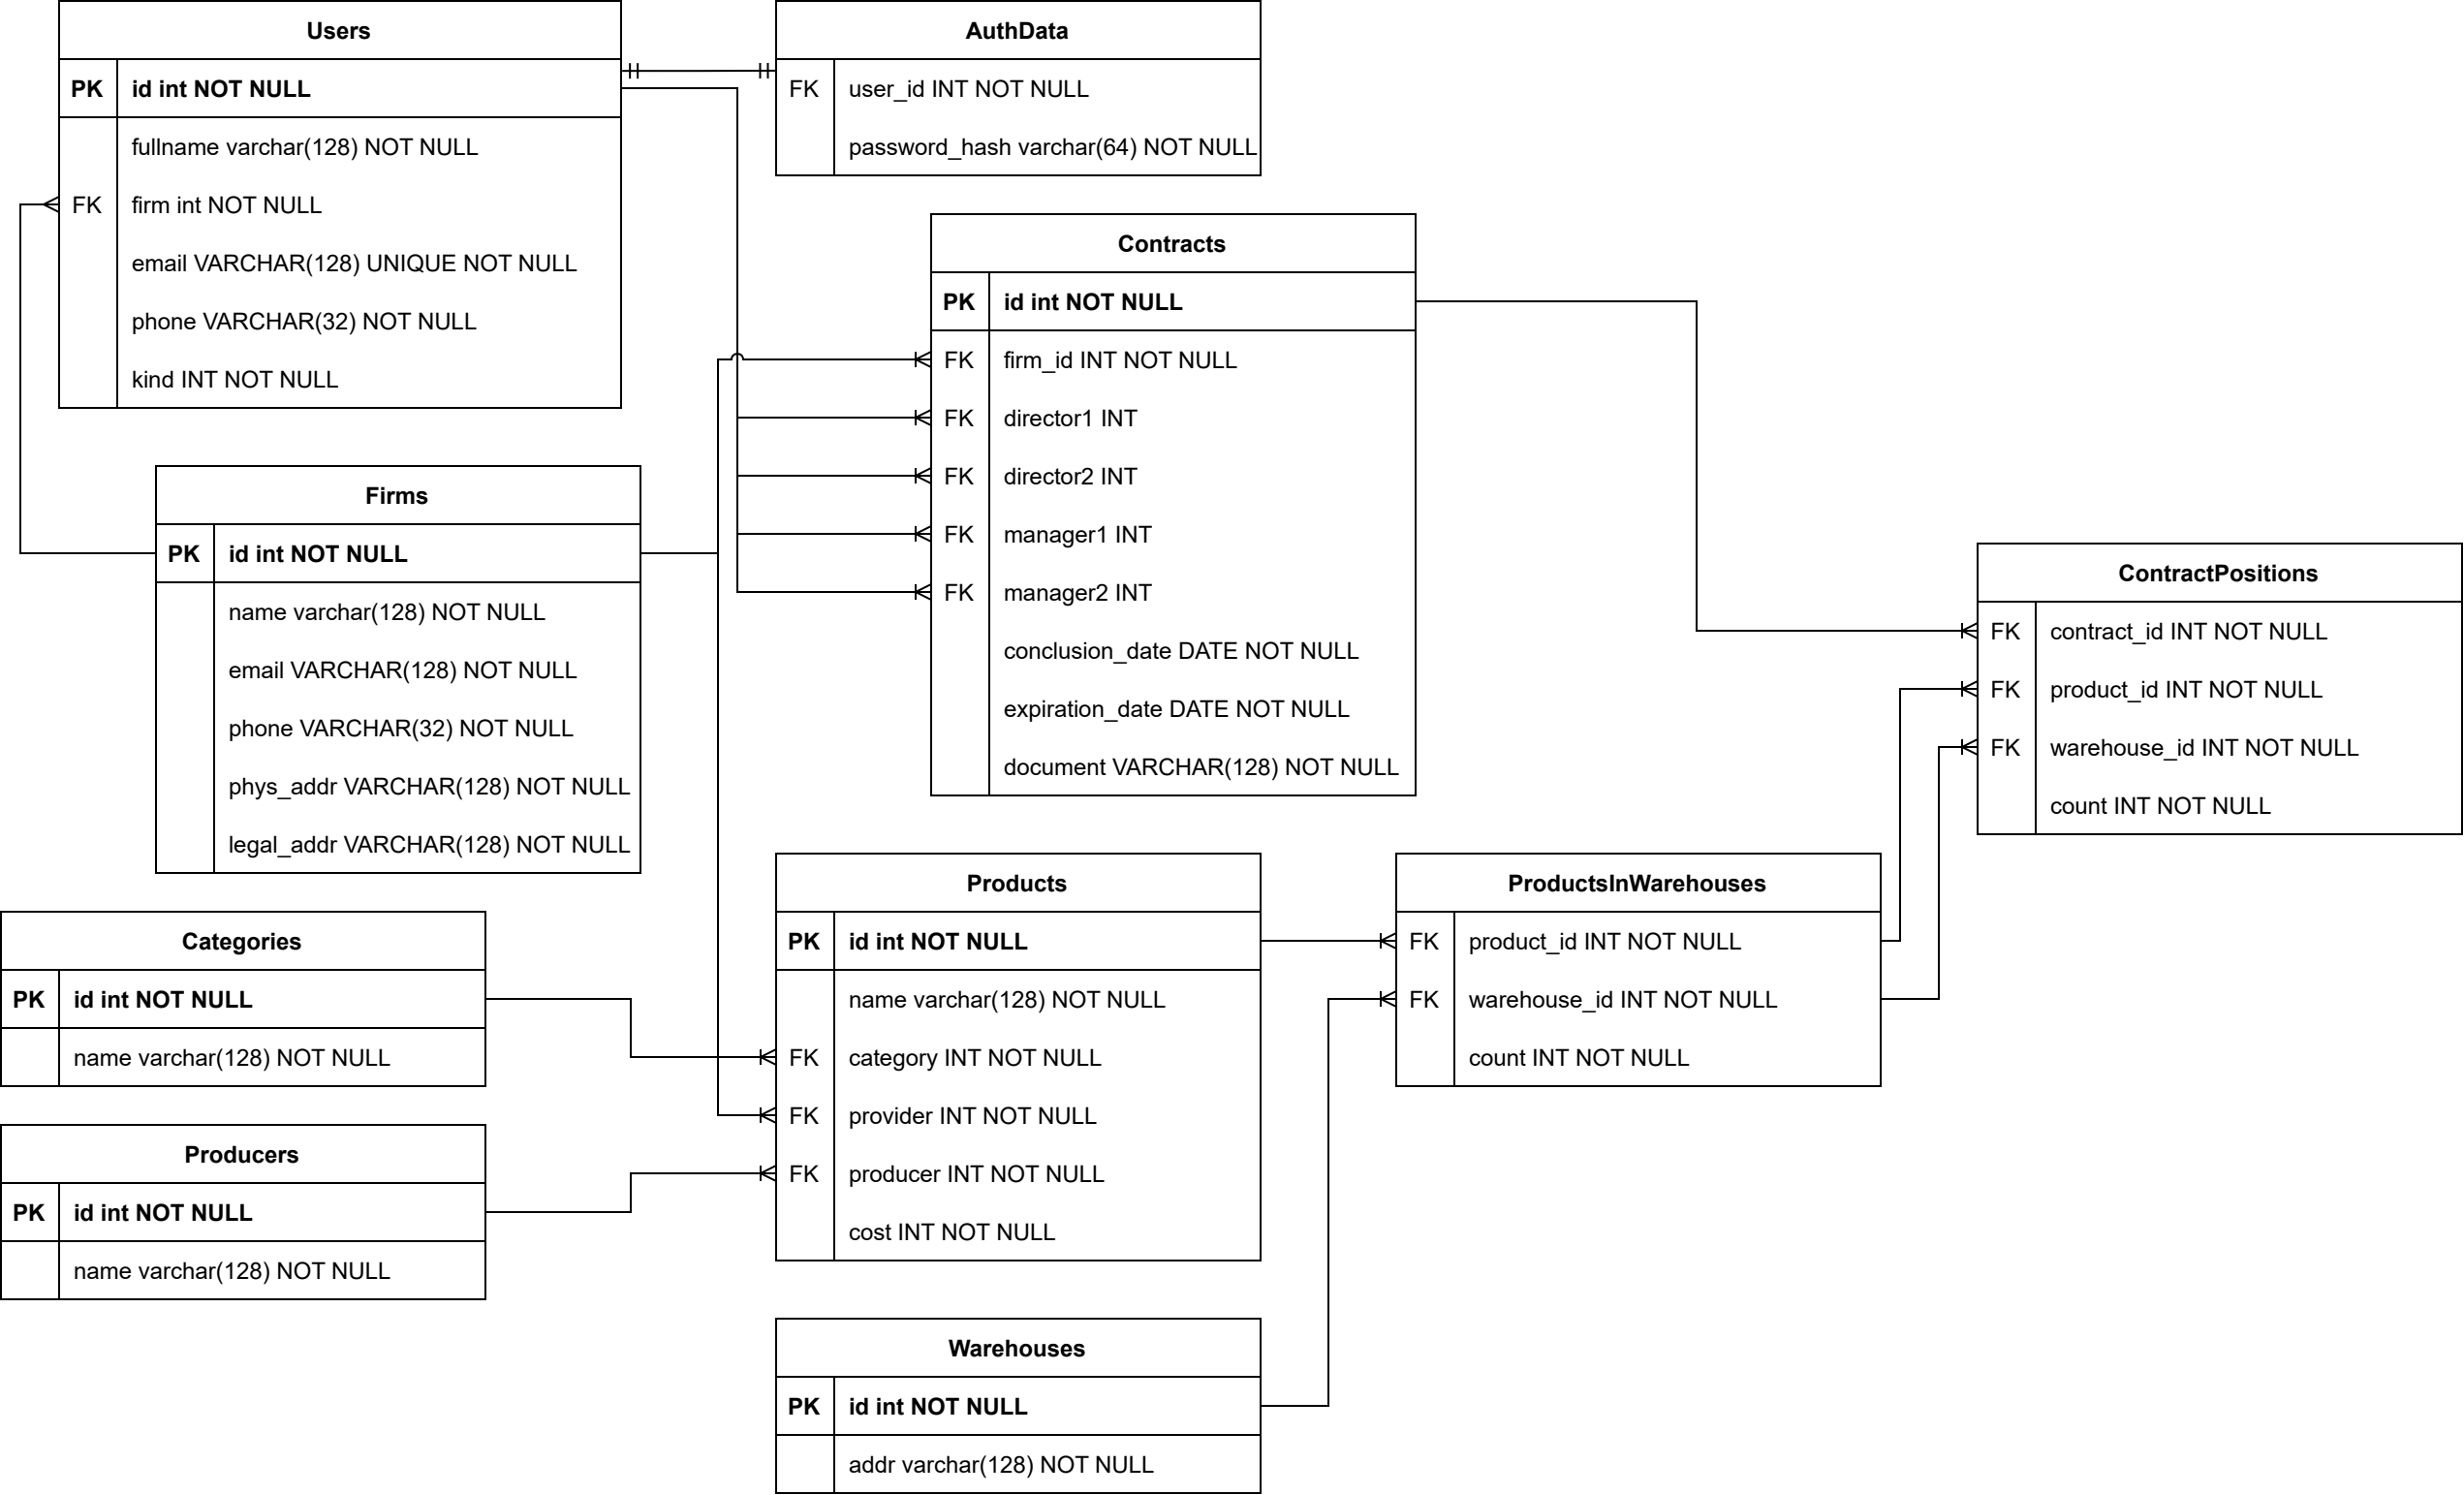 Users
PK id int NOT NULL
fullname varchar(128) NOT NULL
FK firm int NOT NULL
email VARCHAR(128) UNIQUE NOT NULL
phone VARCHAR(32) NOT NULL
kind INT NOT NULL
AuthData
FK user_id INT NOT NULL
password_hash varchar(64) NOT NULL
Contracts
PK id int NOT NULL
FK firm_id INT NOT NULL
FK director1 INT
FK director2 INT
FK manager1 INT
FK manager2 INT
conclusion_date DATE NOT NULL
expiration_date DATE NOT NULL
document VARCHAR(128) NOT NULL
Firms
PK id int NOT NULL
name varchar(128) NOT NULL
email VARCHAR(128) NOT NULL
phone VARCHAR(32) NOT NULL
phys_addr VARCHAR(128) NOT NULL
legal_addr VARCHAR(128) NOT NULL
ContractPositions
FK contract_id INT NOT NULL
FK product_id INT NOT NULL
FK warehouse_id INT NOT NULL
count INT NOT NULL
Products
PK id int NOT NULL
name varchar(128) NOT NULL
FK category INT NOT NULL
FK provider INT NOT NULL
FK producer INT NOT NULL
cost INT NOT NULL
ProductsInWarehouses
FK product_id INT NOT NULL
FK warehouse_id INT NOT NULL
count INT NOT NULL
Categories
PK id int NOT NULL
name varchar(128) NOT NULL
Producers
PK id int NOT NULL
name varchar(128) NOT NULL
Warehouses
PK id int NOT NULL
addr varchar(128) NOT NULL